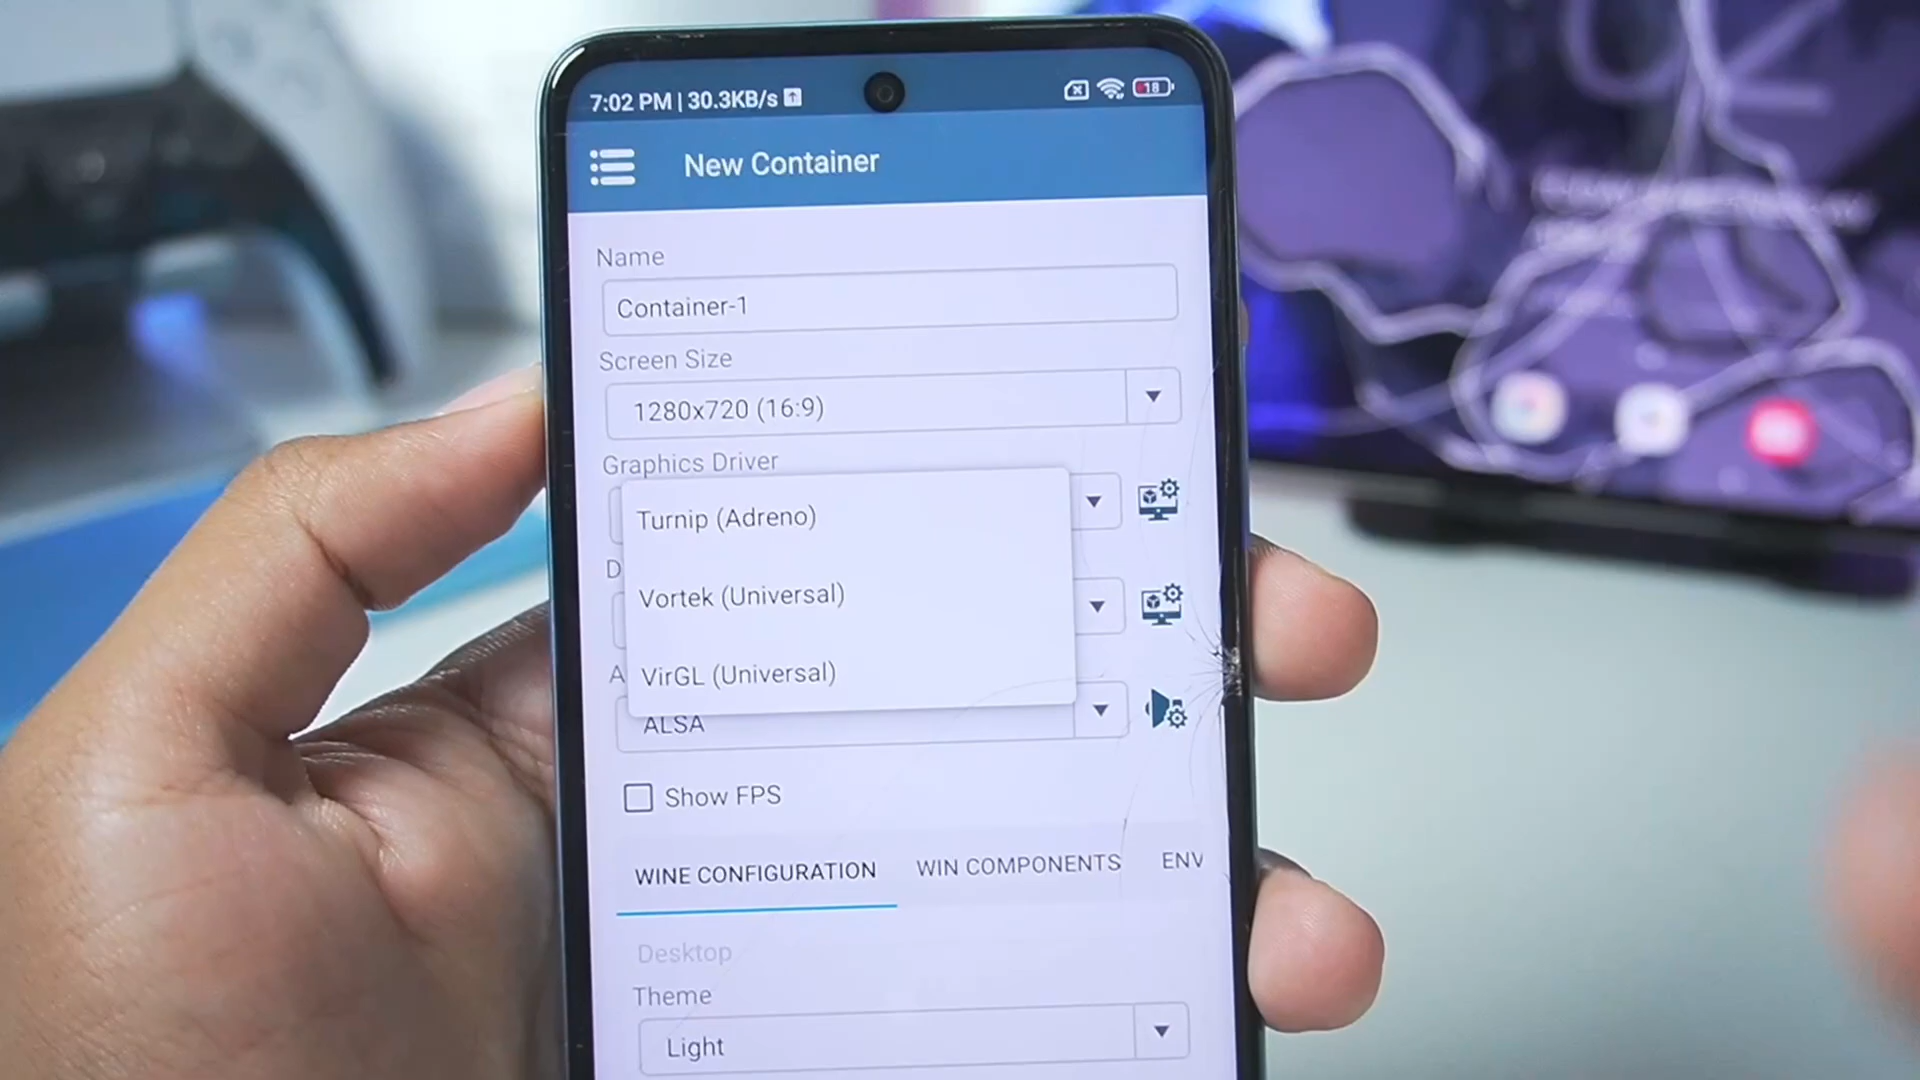 7:02 PM | 30.3KB/s
18
New Container
Name
Container-1
Screen Size
1280x720 (16:9)
Graphics Driver
Turnip (Adreno)
D
Vortek (Universal)
A
VirGL (Universal)
ALSA
Show FPS
WINE CONFIGURATION WIN COMPONENTS ENV
Desktop
Theme
Light